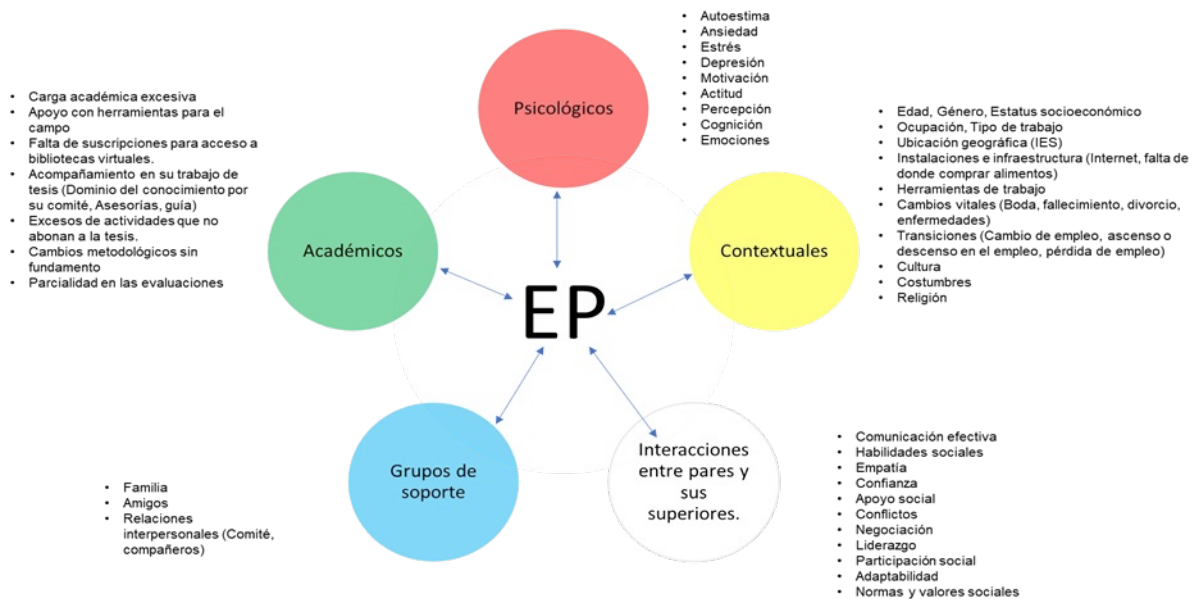 • Autoestima
• Ansiedad
• Estrés
• Depresión
• Motivación
• Actitud
• Percepción
• Cognición
• Emociones
Psicológicos
• Carga académica excesiva
• Apoyo con herramientas para el
campo
• Falta de suscripciones para acceso a
bibliotecas virtuales.
• Acompañamiento en su trabajo de
tesis (Dominio del conocimiento por
su comité, Asesorías, guía)
• Excesos de actividades que no
abonan a la tesis.
• Cambios metodológicos sin
fundamento
• Parcialidad en las evaluaciones
Académicos
Contextuales
• Edad, Género, Estatus socioeconómico
• Ocupación, Tipo de trabajo
• Ubicación geográfica (IES)
• Instalaciones e infraestructura (Internet, falta de
donde comprar alimentos)
• Herramientas de trabajo
• Cambios vitales (Boda, fallecimiento, divorcio,
enfermedades)
• Transiciones (Cambio de empleo, ascenso o
descenso en el empleo, pérdida de empleo)
• Cultura
• Costumbres
• Religión
EP
Grupos de
soporte
• Familia
• Amigos
• Relaciones
interpersonales (Comité,
compañeros)
Interacciones
entre pares y
sus
superiores.
• Comunicación efectiva
• Habilidades sociales
• Empatía
• Confianza
• Apoyo social
• Conflictos
• Negociación
• Liderazgo
• Participación social
• Adaptabilidad
• Normas y valores sociales